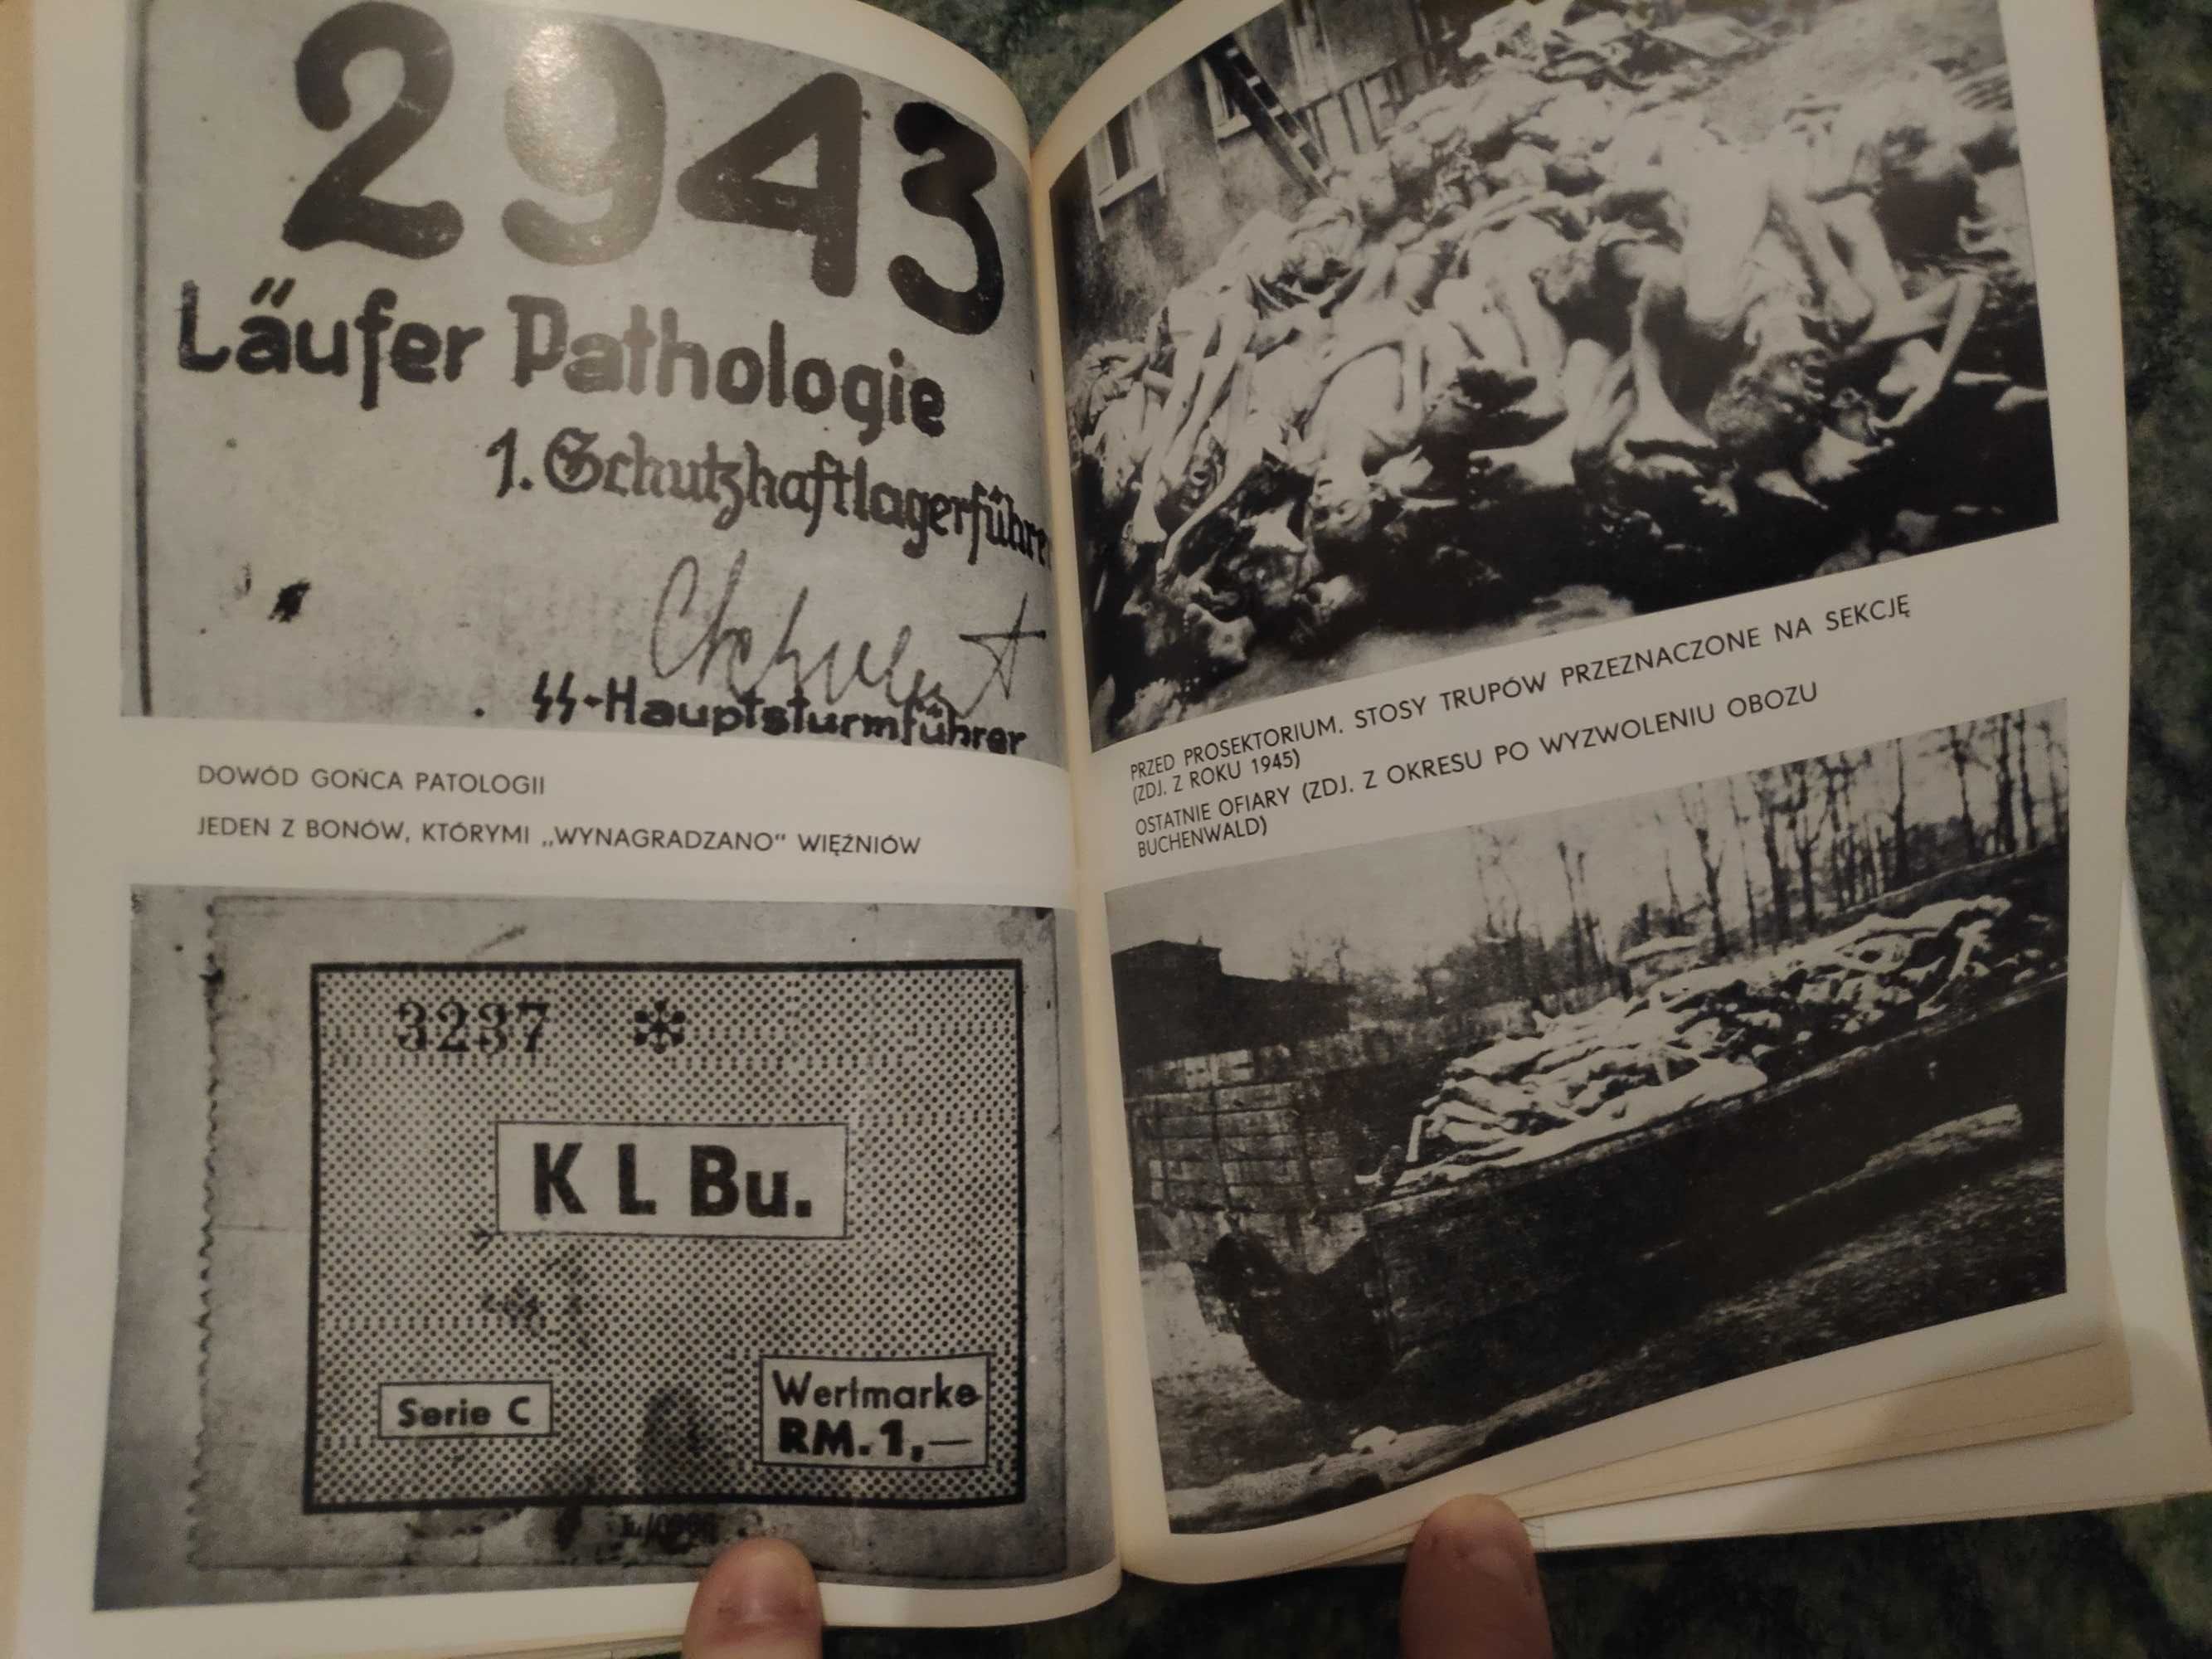 2943
Läufer Pathologie
1. Schutzhaftlagerführer
SS-Hauptsturmführer
DOWÓD GOŃCA PATOLOGII
JEDEN Z BONÓW, KTÓRYMI „WYNAGRADZANO" WIĘŹNIÓW
3237
K L Bu.
Serie C
Wertmarke
RM. 1,—
PRZED PROSEKTORIUM. STOSY TRUPÓW PRZEZNACZONE NA SEKCJĘ
(ZDJ. Z ROKU 1945)
OSTATNIE OFIARY (ZDJ. Z OKRESU PO WYZWOLENIU OBOZU
BUCHENWALD)